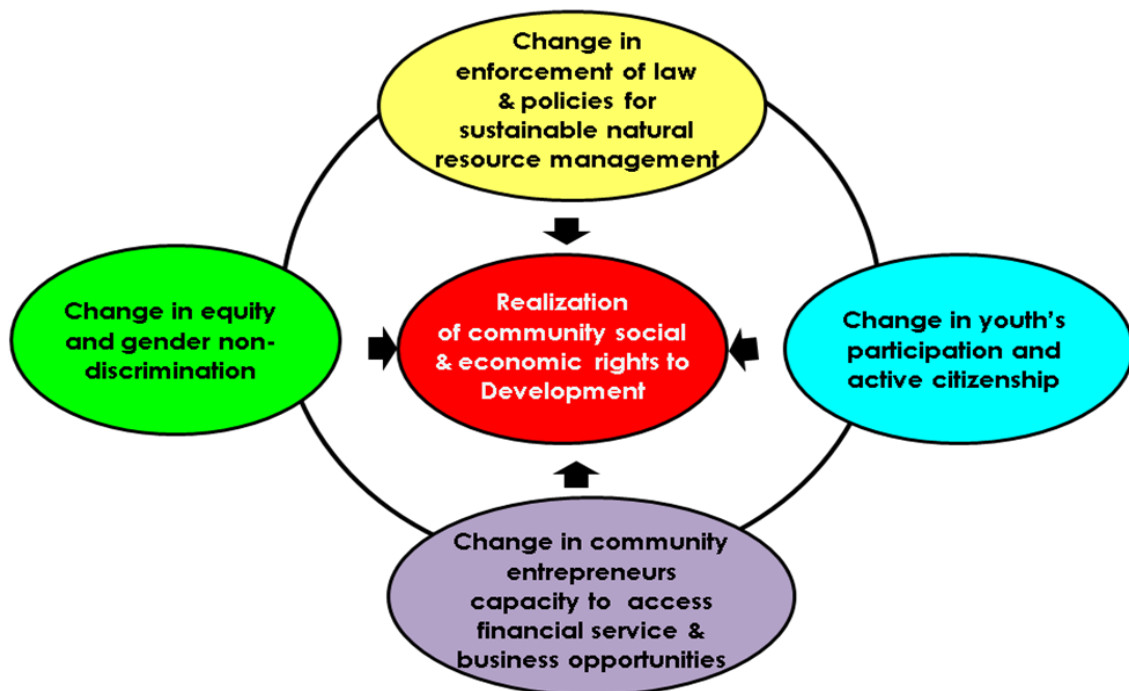 Change in
enforcement of law
& policies for
sustainable natural
resource management
Change in equity
and gender non-
discrimination
Realization
of community social
& economic rights to
Development
Change in youth's
participation and
active citizenship
Change in community
entrepreneurs
capacity to access
financial service &
business opportunities